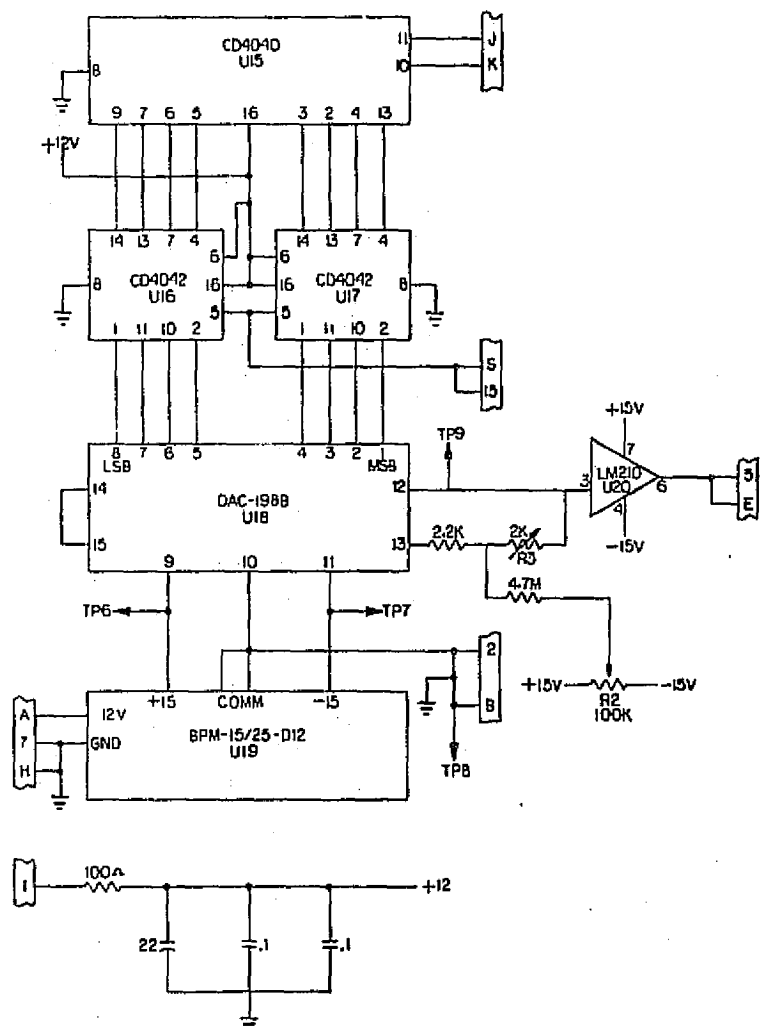 CD4040
U15
11
J
8
10
K
9 7 6 5 16 3 2 4 13
+12V
14 13 7 4
14 13 7 4
6
6
8
CD4042
U16
16
16
CD4042
U17
8
5
5
1 11 10 2
1 11 10 2
S
15
8 7 6 5 4 3 2 1
LSB
MSB
TP9
+15V
7
14
DAC-198B
U18
12
3
LM210
U20
6
5
E
4
-15V
15
13
2.2K
2K
R3
9 10 11
4.7M
TP6
TP7
2
+15V
-15V
R2
100K
B
+15 COMM -15
A
12V
7
GND
BPM-15/25-D12
U19
H
TP8
1
100Ω
+12
22
.1
.1